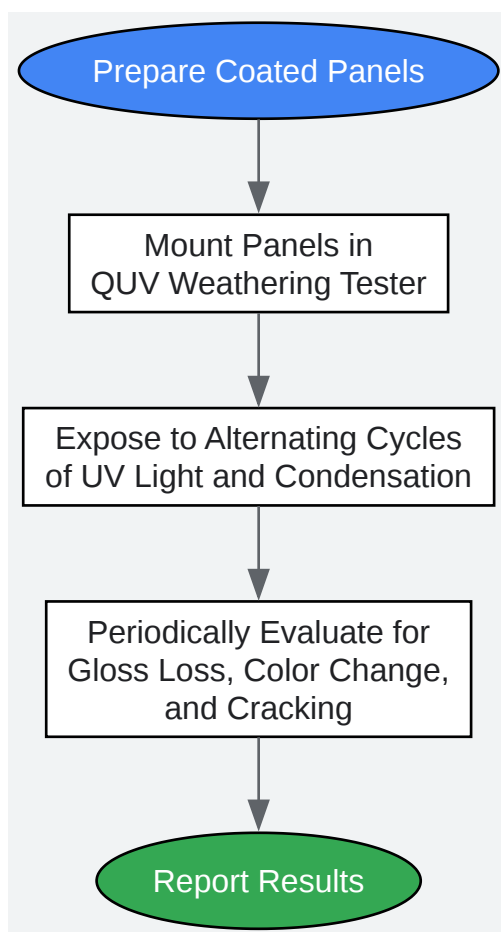 Prepare Coated Panels
Mount Panels in
QUV Weathering Tester
Expose to Alternating Cycles
of UV Light and Condensation
Periodically Evaluate for
Gloss Loss, Color Change,
and Cracking
Report Results